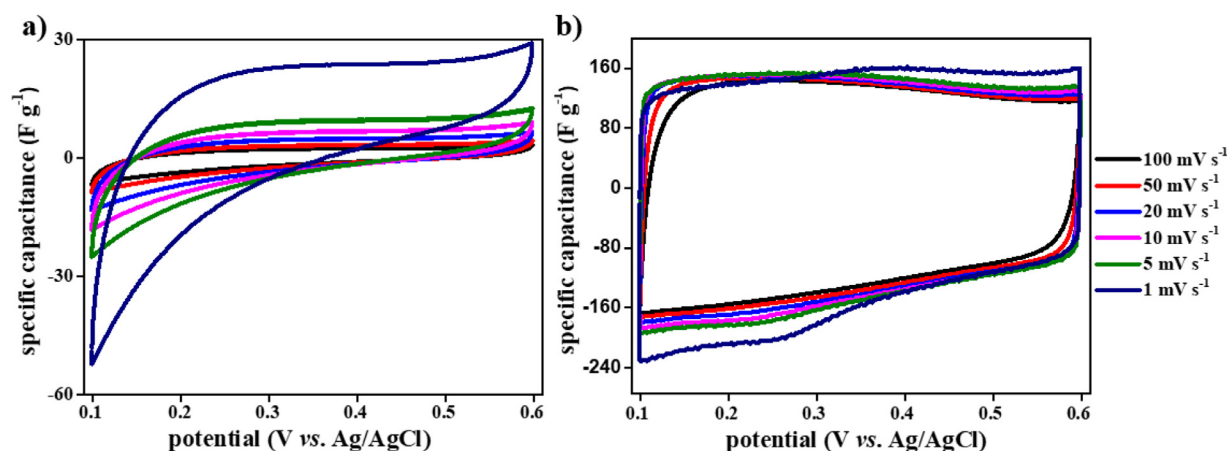 a)
30
0
-30
-60
specific capacitance (F g⁻¹)
0.1 0.2 0.3 0.4 0.5 0.6
potential (V vs. Ag/AgCl)
b)
160
80
0
-80
-160
-240
specific capacitance (F g⁻¹)
0.1 0.2 0.3 0.4 0.5 0.6
potential (V vs. Ag/AgCl)
100 mV s⁻¹
50 mV s⁻¹
20 mV s⁻¹
10 mV s⁻¹
5 mV s⁻¹
1 mV s⁻¹